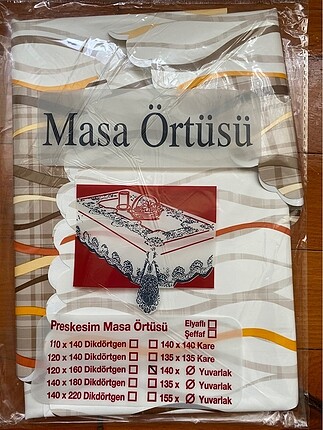 Masa Örtüsü
Preskesim Masa Örtüsü
Elyaflı
Şeffaf
110 x 140 Dikdörtgen 140 x 140 Kare
120 x 140 Dikdörtgen 135 x 135 Kare
120 x 160 Dikdörtgen 140 x Ø Yuvarlak
140 x 180 Dikdörtgen 135 x Ø Yuvarlak
140 x 220 Dikdörtgen 155 x Ø Yuvarlak